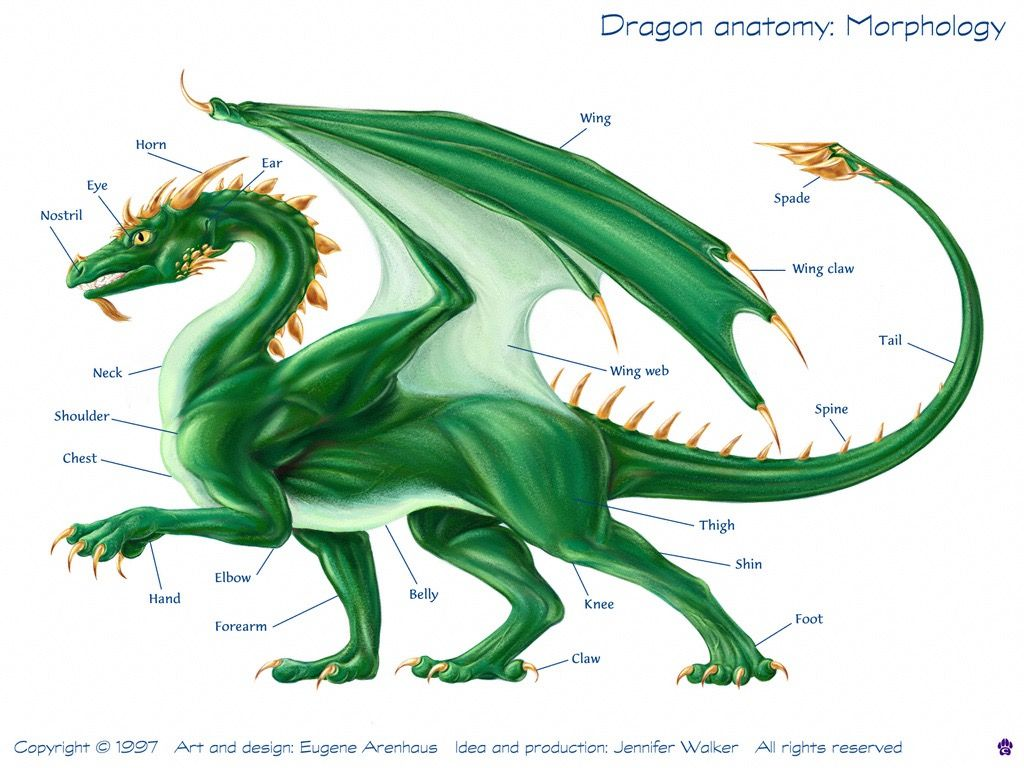 Dragon anatomy: Morphology
Wing
Horn
Ear
Eye
Spade
Nostril
Wing claw
Tail
Wing web
Neck
Spine
Shoulder
Chest
Thigh
Shin
Elbow
Belly
Hand
Knee
Foot
Forearm
Claw
Copyright © 1997 Art and design: Eugene Arenhaus Idea and production: Jennifer Walker All rights reserved